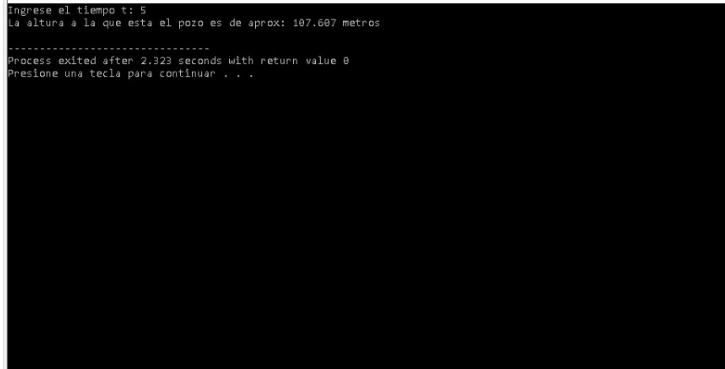 Ingrese el tiempo t: 5
La altura a la que esta el pozo es de aprox: 107.607 metros
--------------------------------
Process exited after 2.323 seconds with return value 0
Presione una tecla para continuar . . .